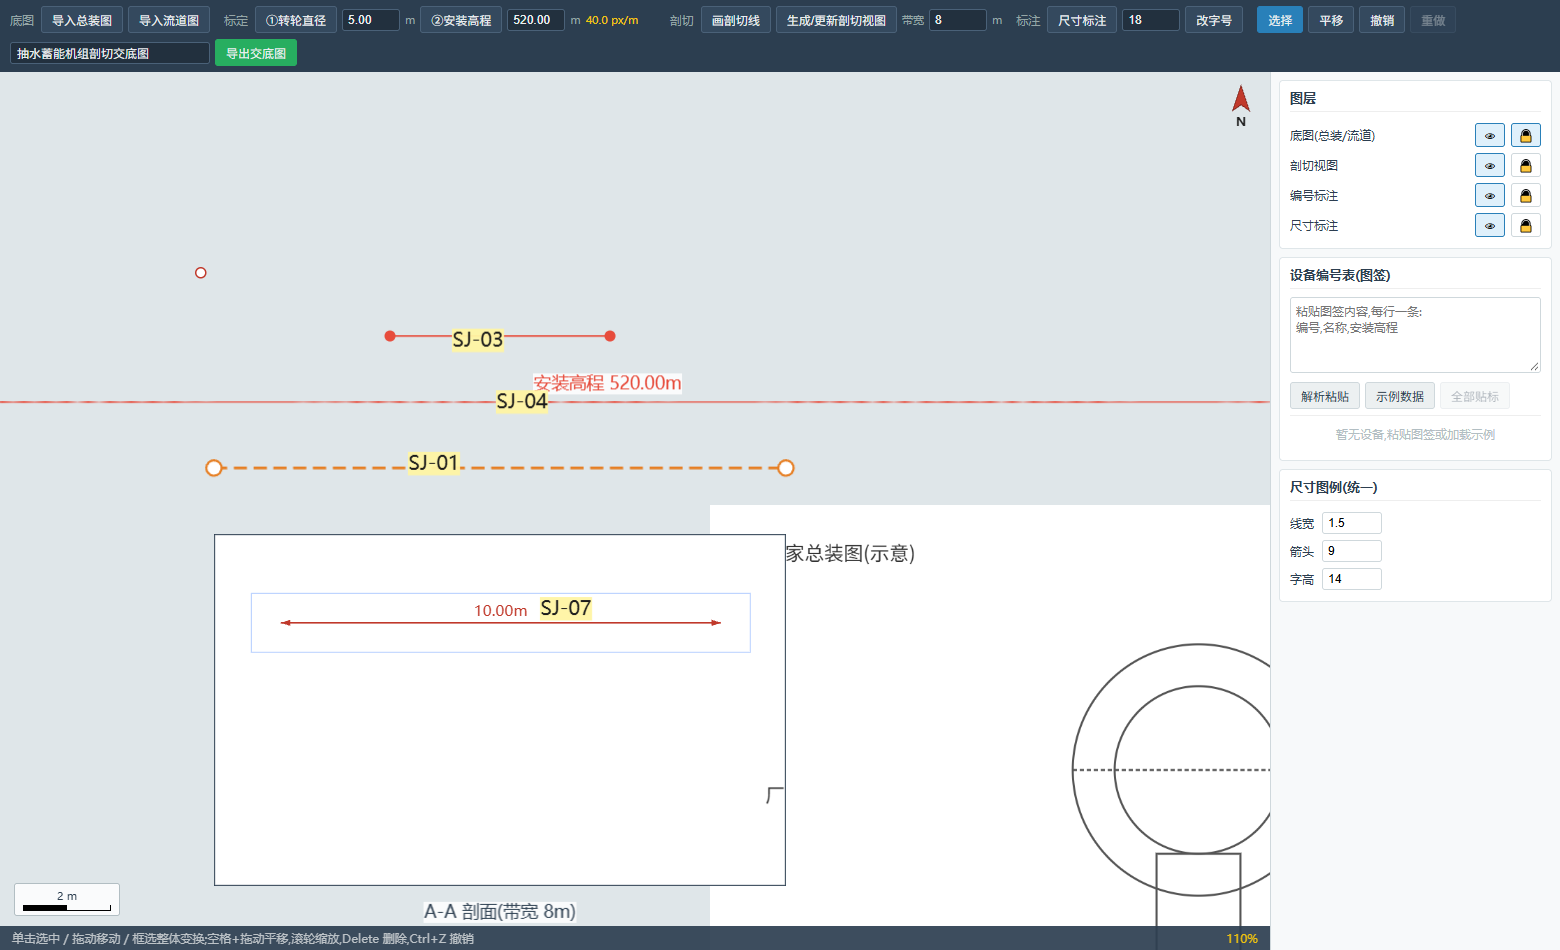 底图 导入总装图 导入流道图 标定 ①转轮直径 5.00 m ②安装高程 520.00 m 40.0 px/m 剖切 画剖切线 生成/更新剖切视图 带宽 8 m 标注 尺寸标注 18 改字号 选择 平移 撤销 重做
抽水蓄能机组剖切交底图 导出交底图
N
SJ-03
安装高程 520.00m
SJ-04
SJ-01
家总装图(示意)
10.00m SJ-07
厂
A-A 剖面(带宽 8m)
2 m
单击选中 / 拖动移动 / 框选整体变换;空格+拖动平移,滚轮缩放,Delete 删除,Ctrl+Z 撤销
110%
图层
底图(总装/流道)
剖切视图
编号标注
尺寸标注
设备编号表(图签)
粘贴图签内容,每行一条:
编号,名称,安装高程
解析粘贴 示例数据 全部贴标
暂无设备,粘贴图签或加载示例
尺寸图例(统一)
线宽 1.5
箭头 9
字高 14